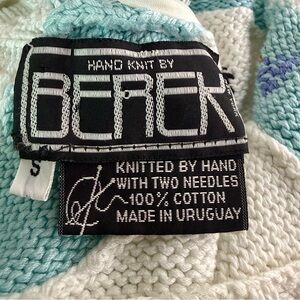 HAND KNIT BY
BEREK
S
KNITTED BY HAND
WITH TWO NEEDLES
100% COTTON
MADE IN URUGUAY